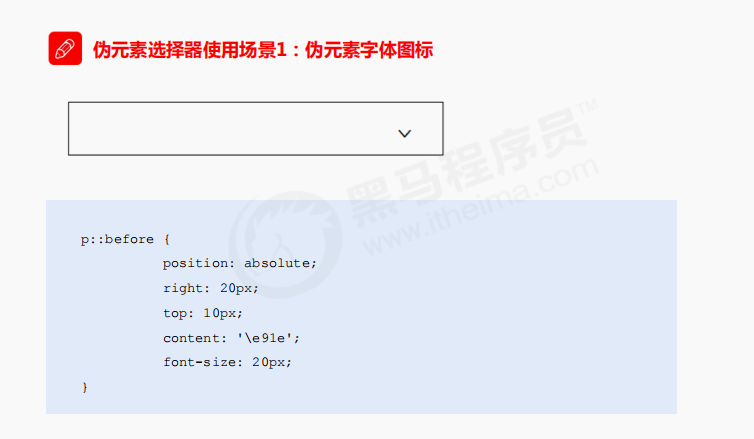 伪元素选择器使用场景1：伪元素字体图标
黑马程序员™
www.itheima.com
p::before {
position: absolute;
right: 20px;
top: 10px;
content: '\e91e';
font-size: 20px;
}